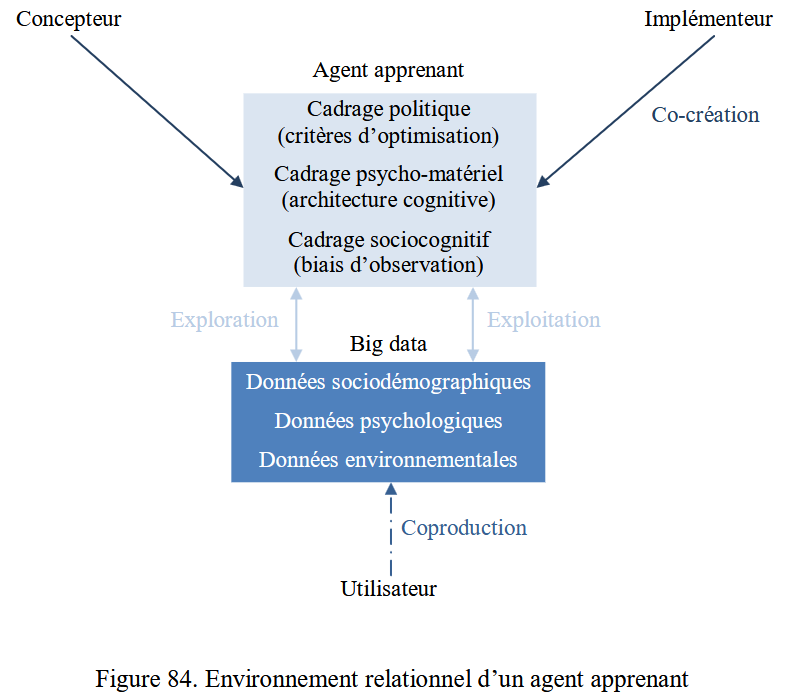 Concepteur
Implémenteur
Agent apprenant
Cadrage politique
(critères d’optimisation)
Co-création
Cadrage psycho-matériel
(architecture cognitive)
Cadrage sociocognitif
(biais d’observation)
Exploration
Exploitation
Big data
Données sociodémographiques
Données psychologiques
Données environnementales
Coproduction
Utilisateur
Figure 84. Environnement relationnel d’un agent apprenant